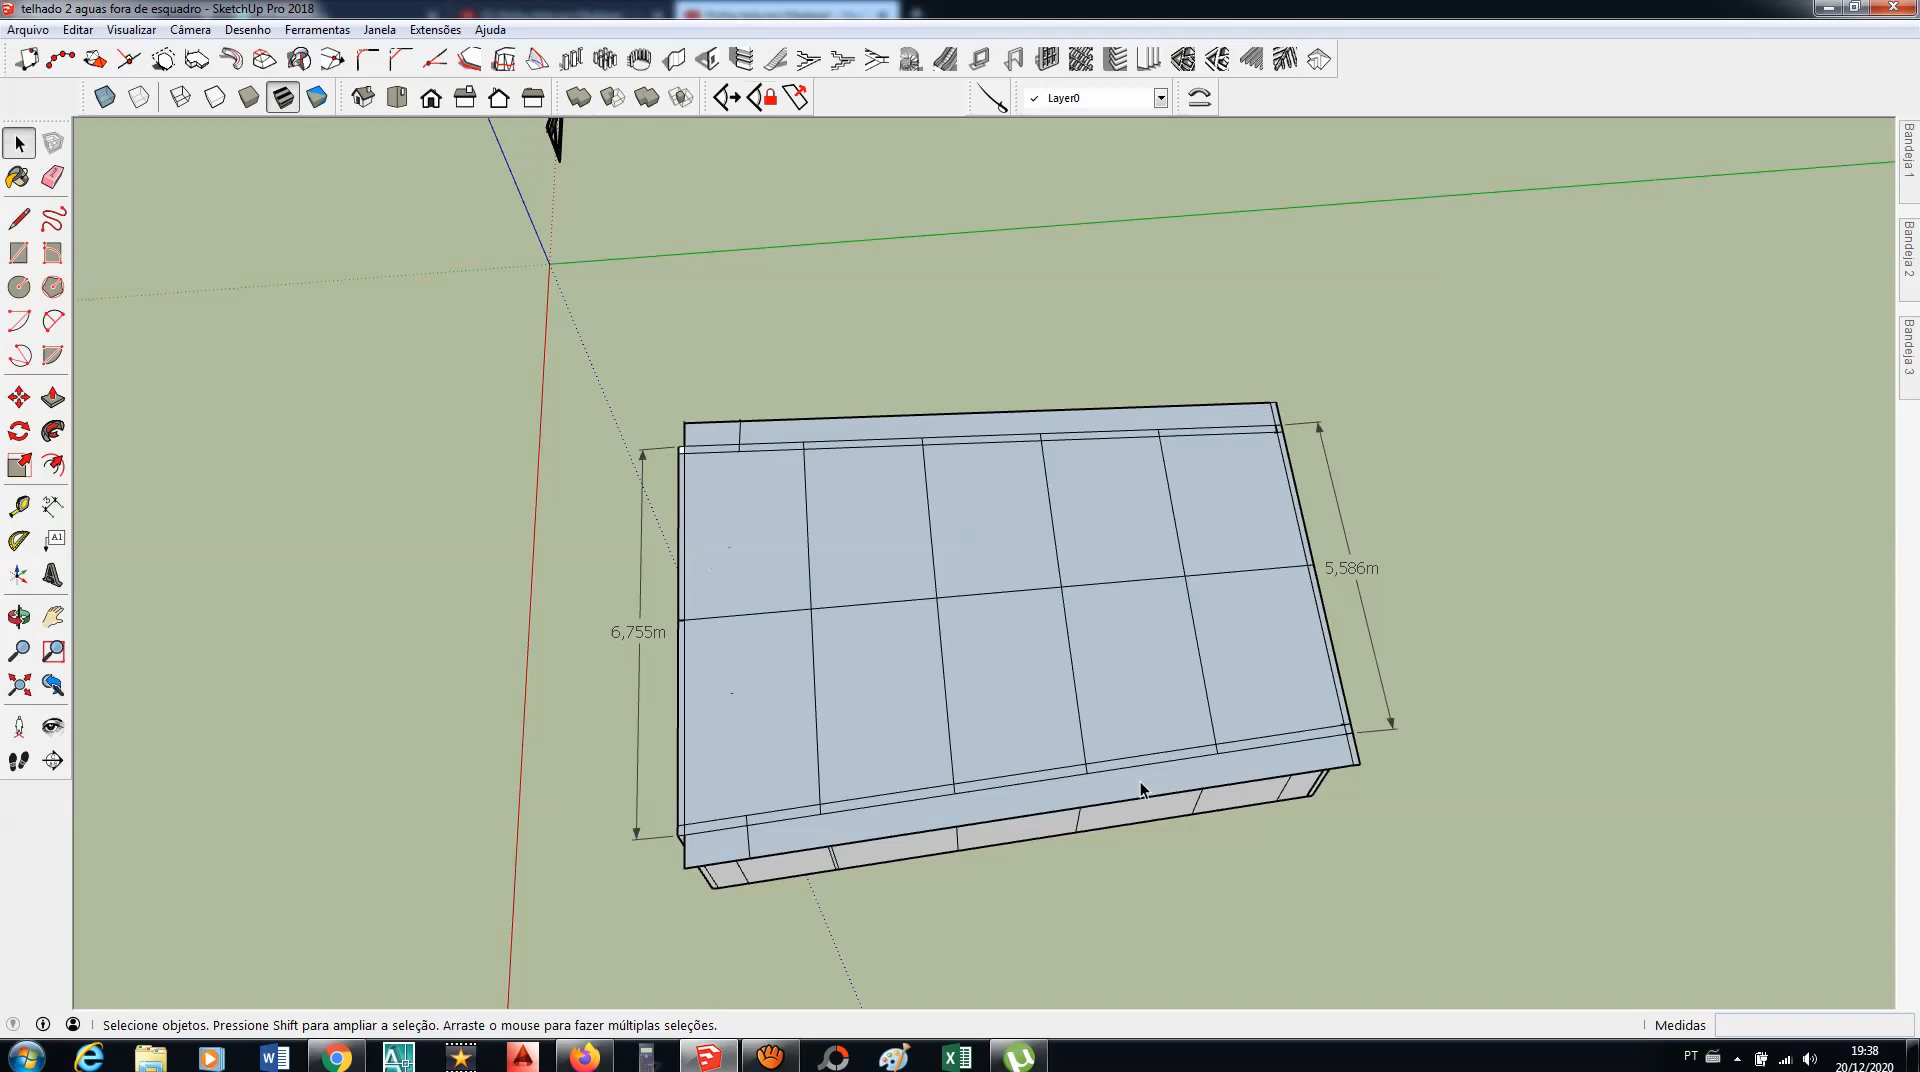 telhado 2 aguas fora de esquadro - SketchUp Pro 2018
Arquivo Editar Visualizar Câmera Desenho Ferramentas Janela Extensões Ajuda
Layer0
Bandeja 1
Bandeja 2
Bandeja 3
A1
5,586m
6,755m
Selecione objetos. Pressione Shift para ampliar a seleção. Arraste o mouse para fazer múltiplas seleções.
Medidas
PT
19:38
20/12/2020